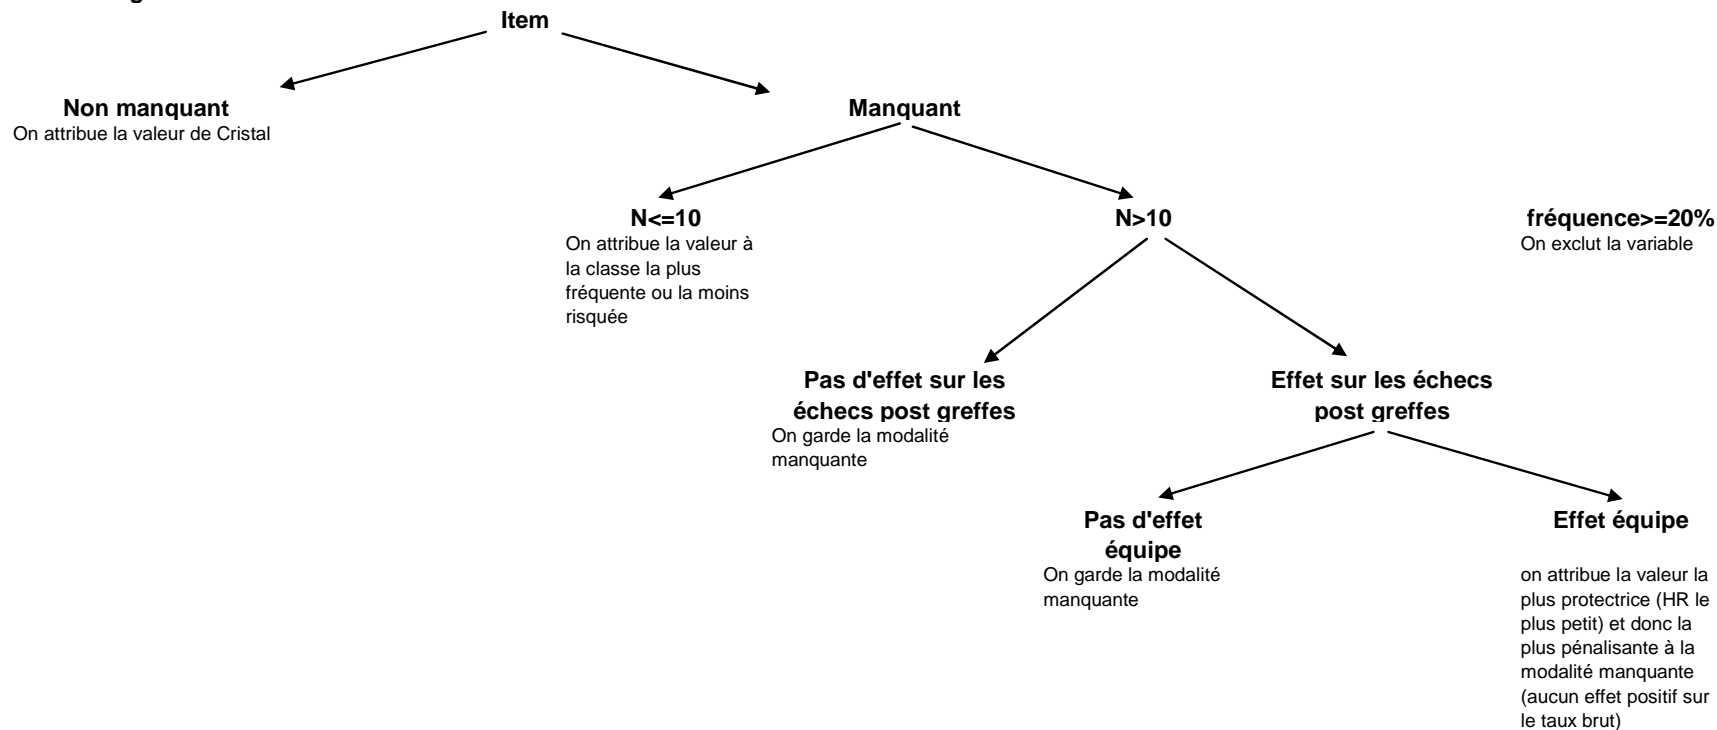 Item
Non manquant
On attribue la valeur de Cristal
Manquant
N<=10
On attribue la valeur à
la classe la plus
fréquente ou la moins
risquée
N>10
fréquence>=20%
On exclut la variable
Pas d'effet sur les
échecs post greffes
On garde la modalité
manquante
Effet sur les échecs
post greffes
Pas d'effet
équipe
On garde la modalité
manquante
Effet équipe
on attribue la valeur la
plus protectrice (HR le
plus petit) et donc la
plus pénalisante à la
modalité manquante
(aucun effet positif sur
le taux brut)